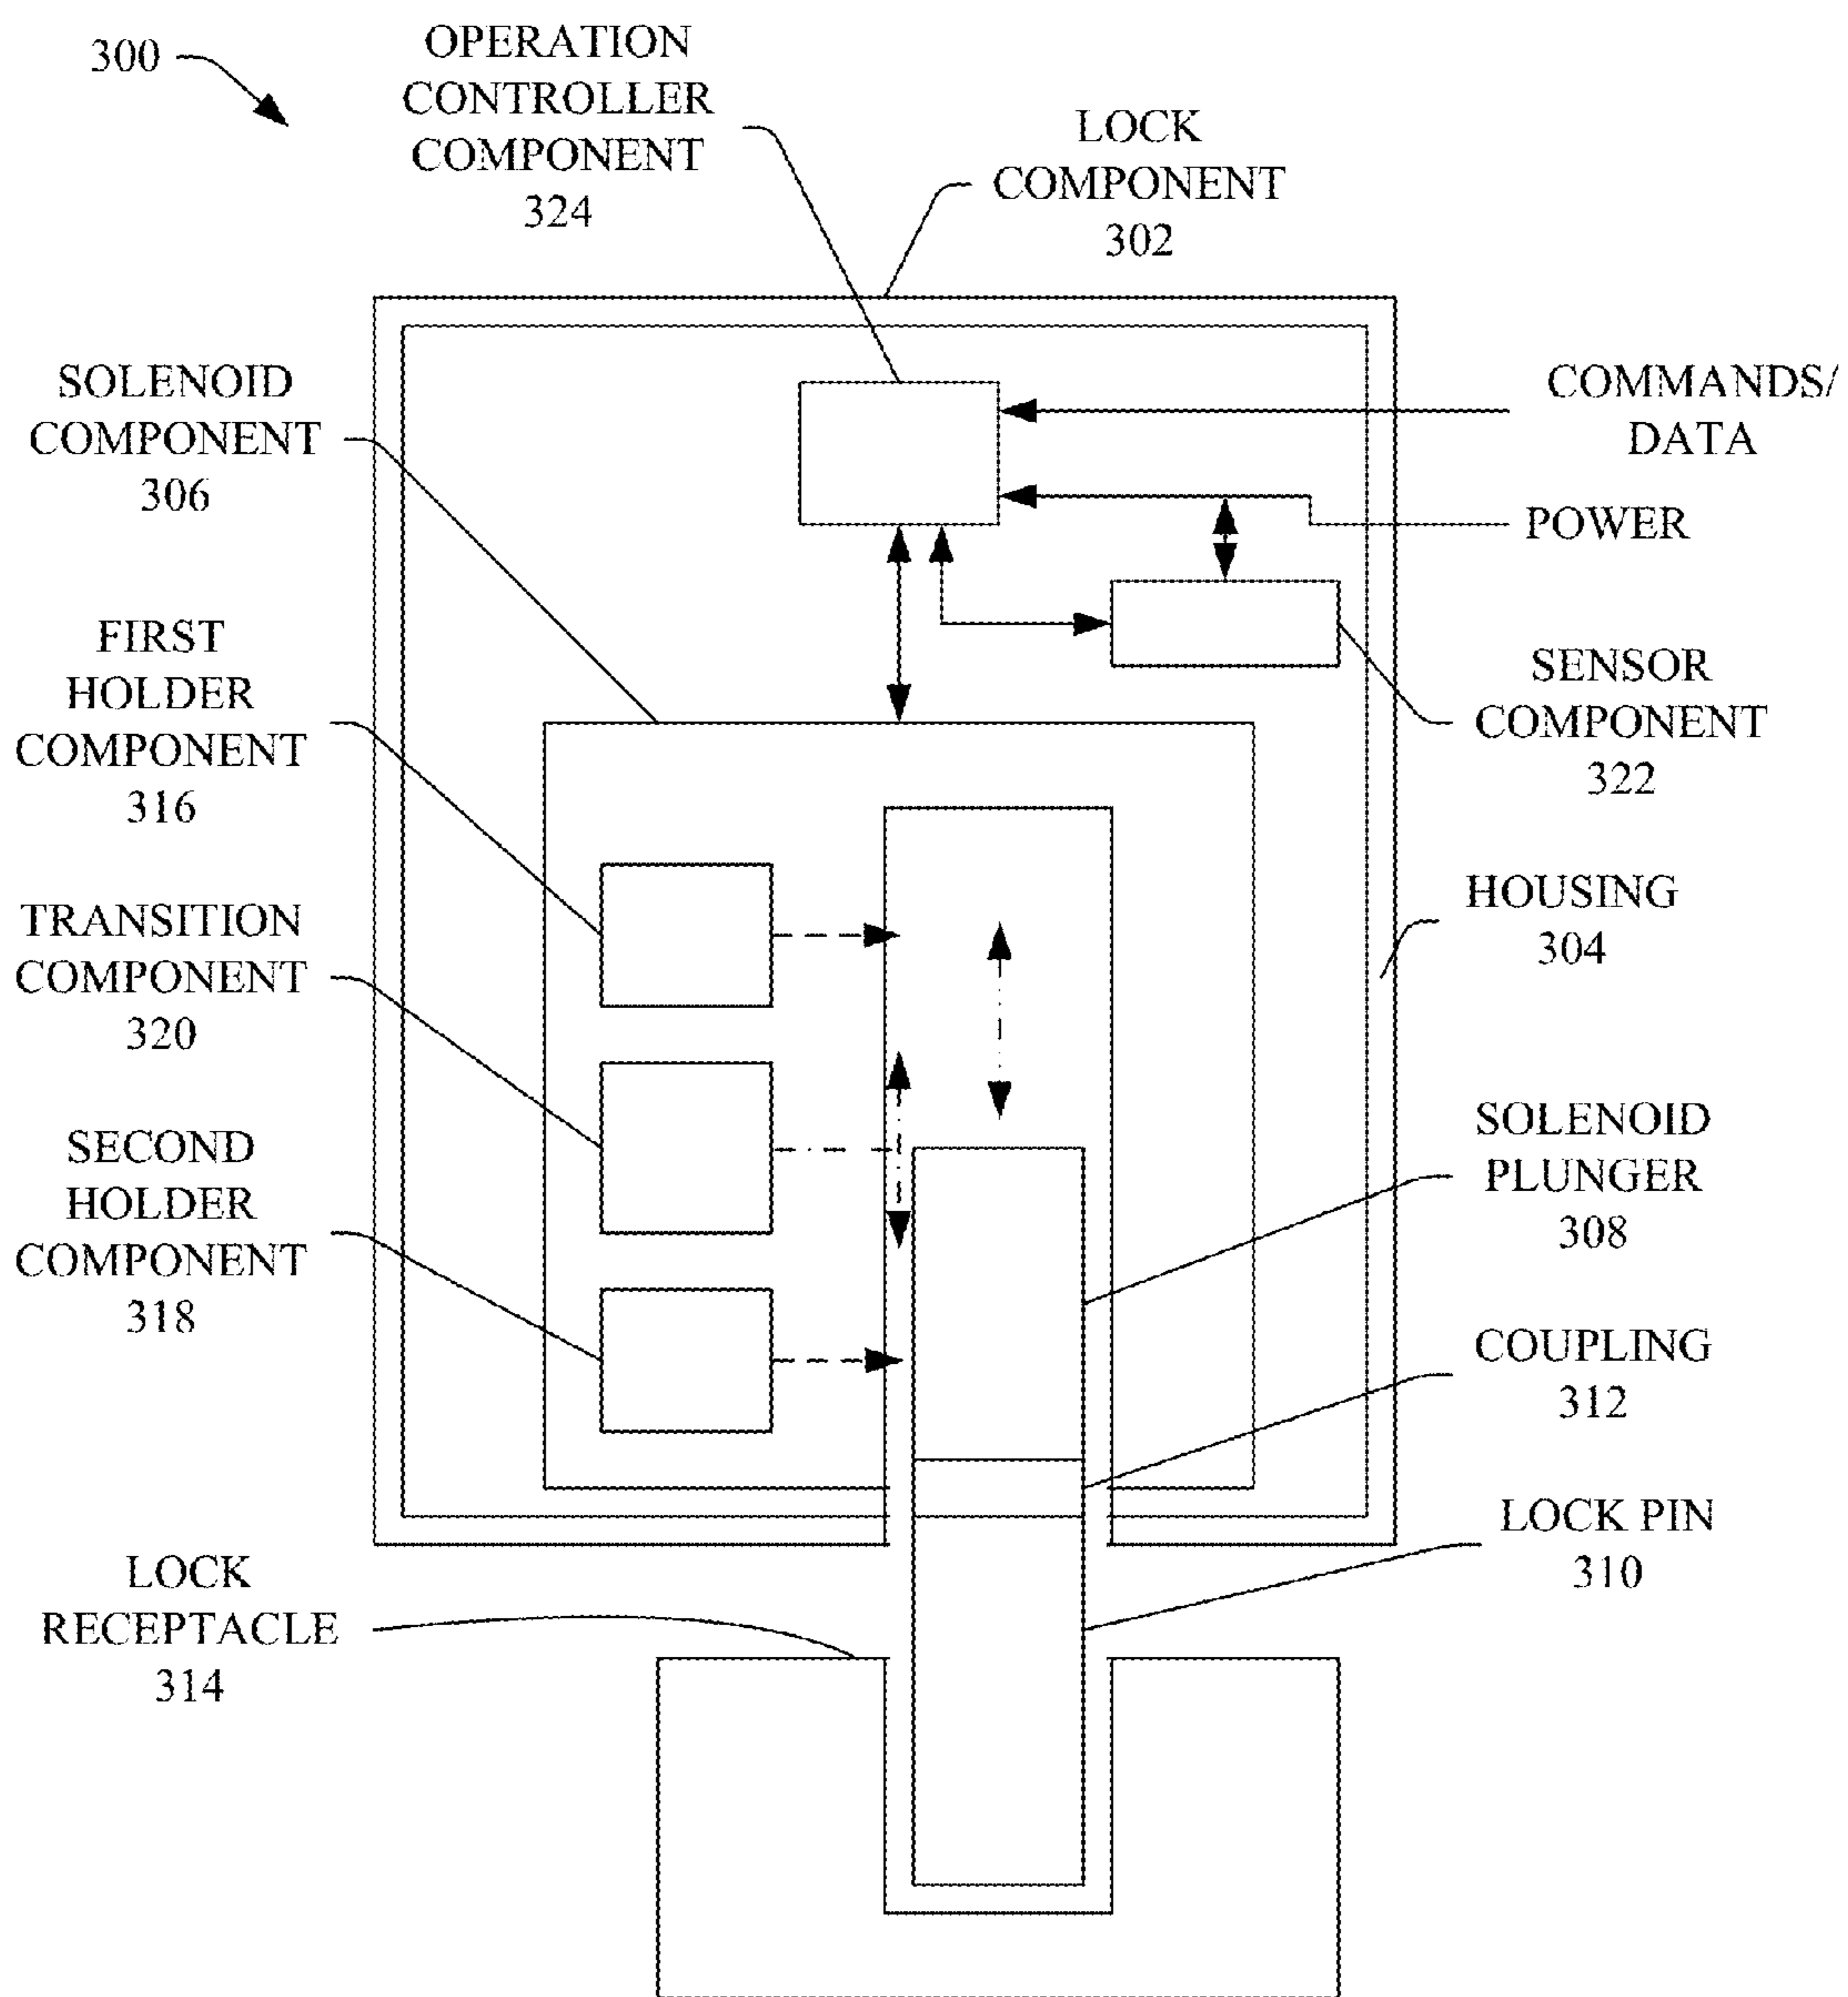 300
OPERATION
CONTROLLER
COMPONENT
324
LOCK
COMPONENT
302
SOLENOID
COMPONENT
306
COMMANDS/
DATA
POWER
FIRST
HOLDER
COMPONENT
316
SENSOR
COMPONENT
322
TRANSITION
COMPONENT
320
HOUSING
304
SECOND
HOLDER
COMPONENT
318
SOLENOID
PLUNGER
308
COUPLING
312
LOCK PIN
310
LOCK
RECEPTACLE
314